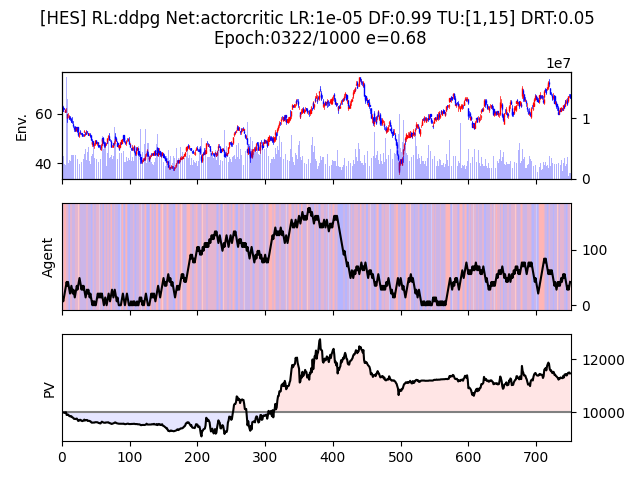 [HES] RL:ddpg Net:actorcritic LR:1e-05 DF:0.99 TU:[1,15] DRT:0.05
Epoch:0322/1000 e=0.68
1e7
Env.
60
40
1
0
Agent
100
0
PV
12000
10000
0 100 200 300 400 500 600 700